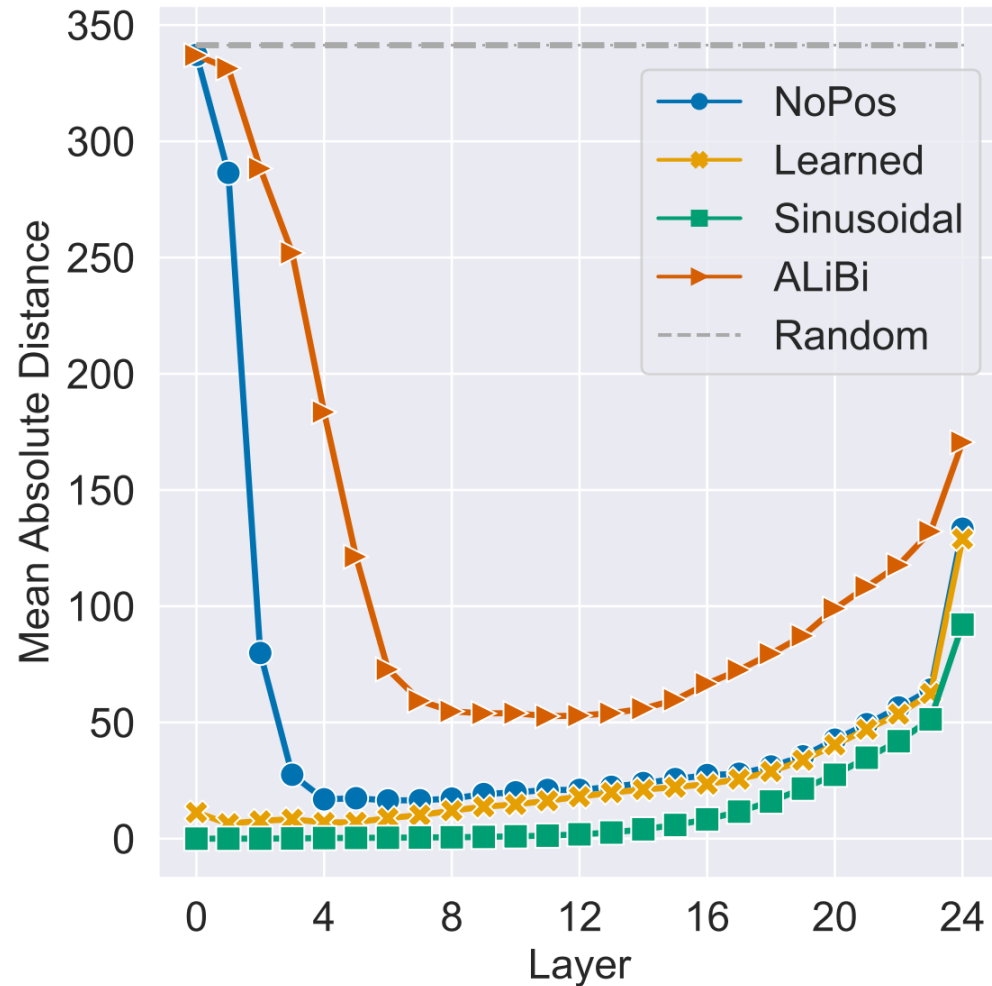 Mean Absolute Distance
350
300
250
200
150
100
50
0
NoPos
Learned
Sinusoidal
ALiBi
Random
0 4 8 12 16 20 24
Layer